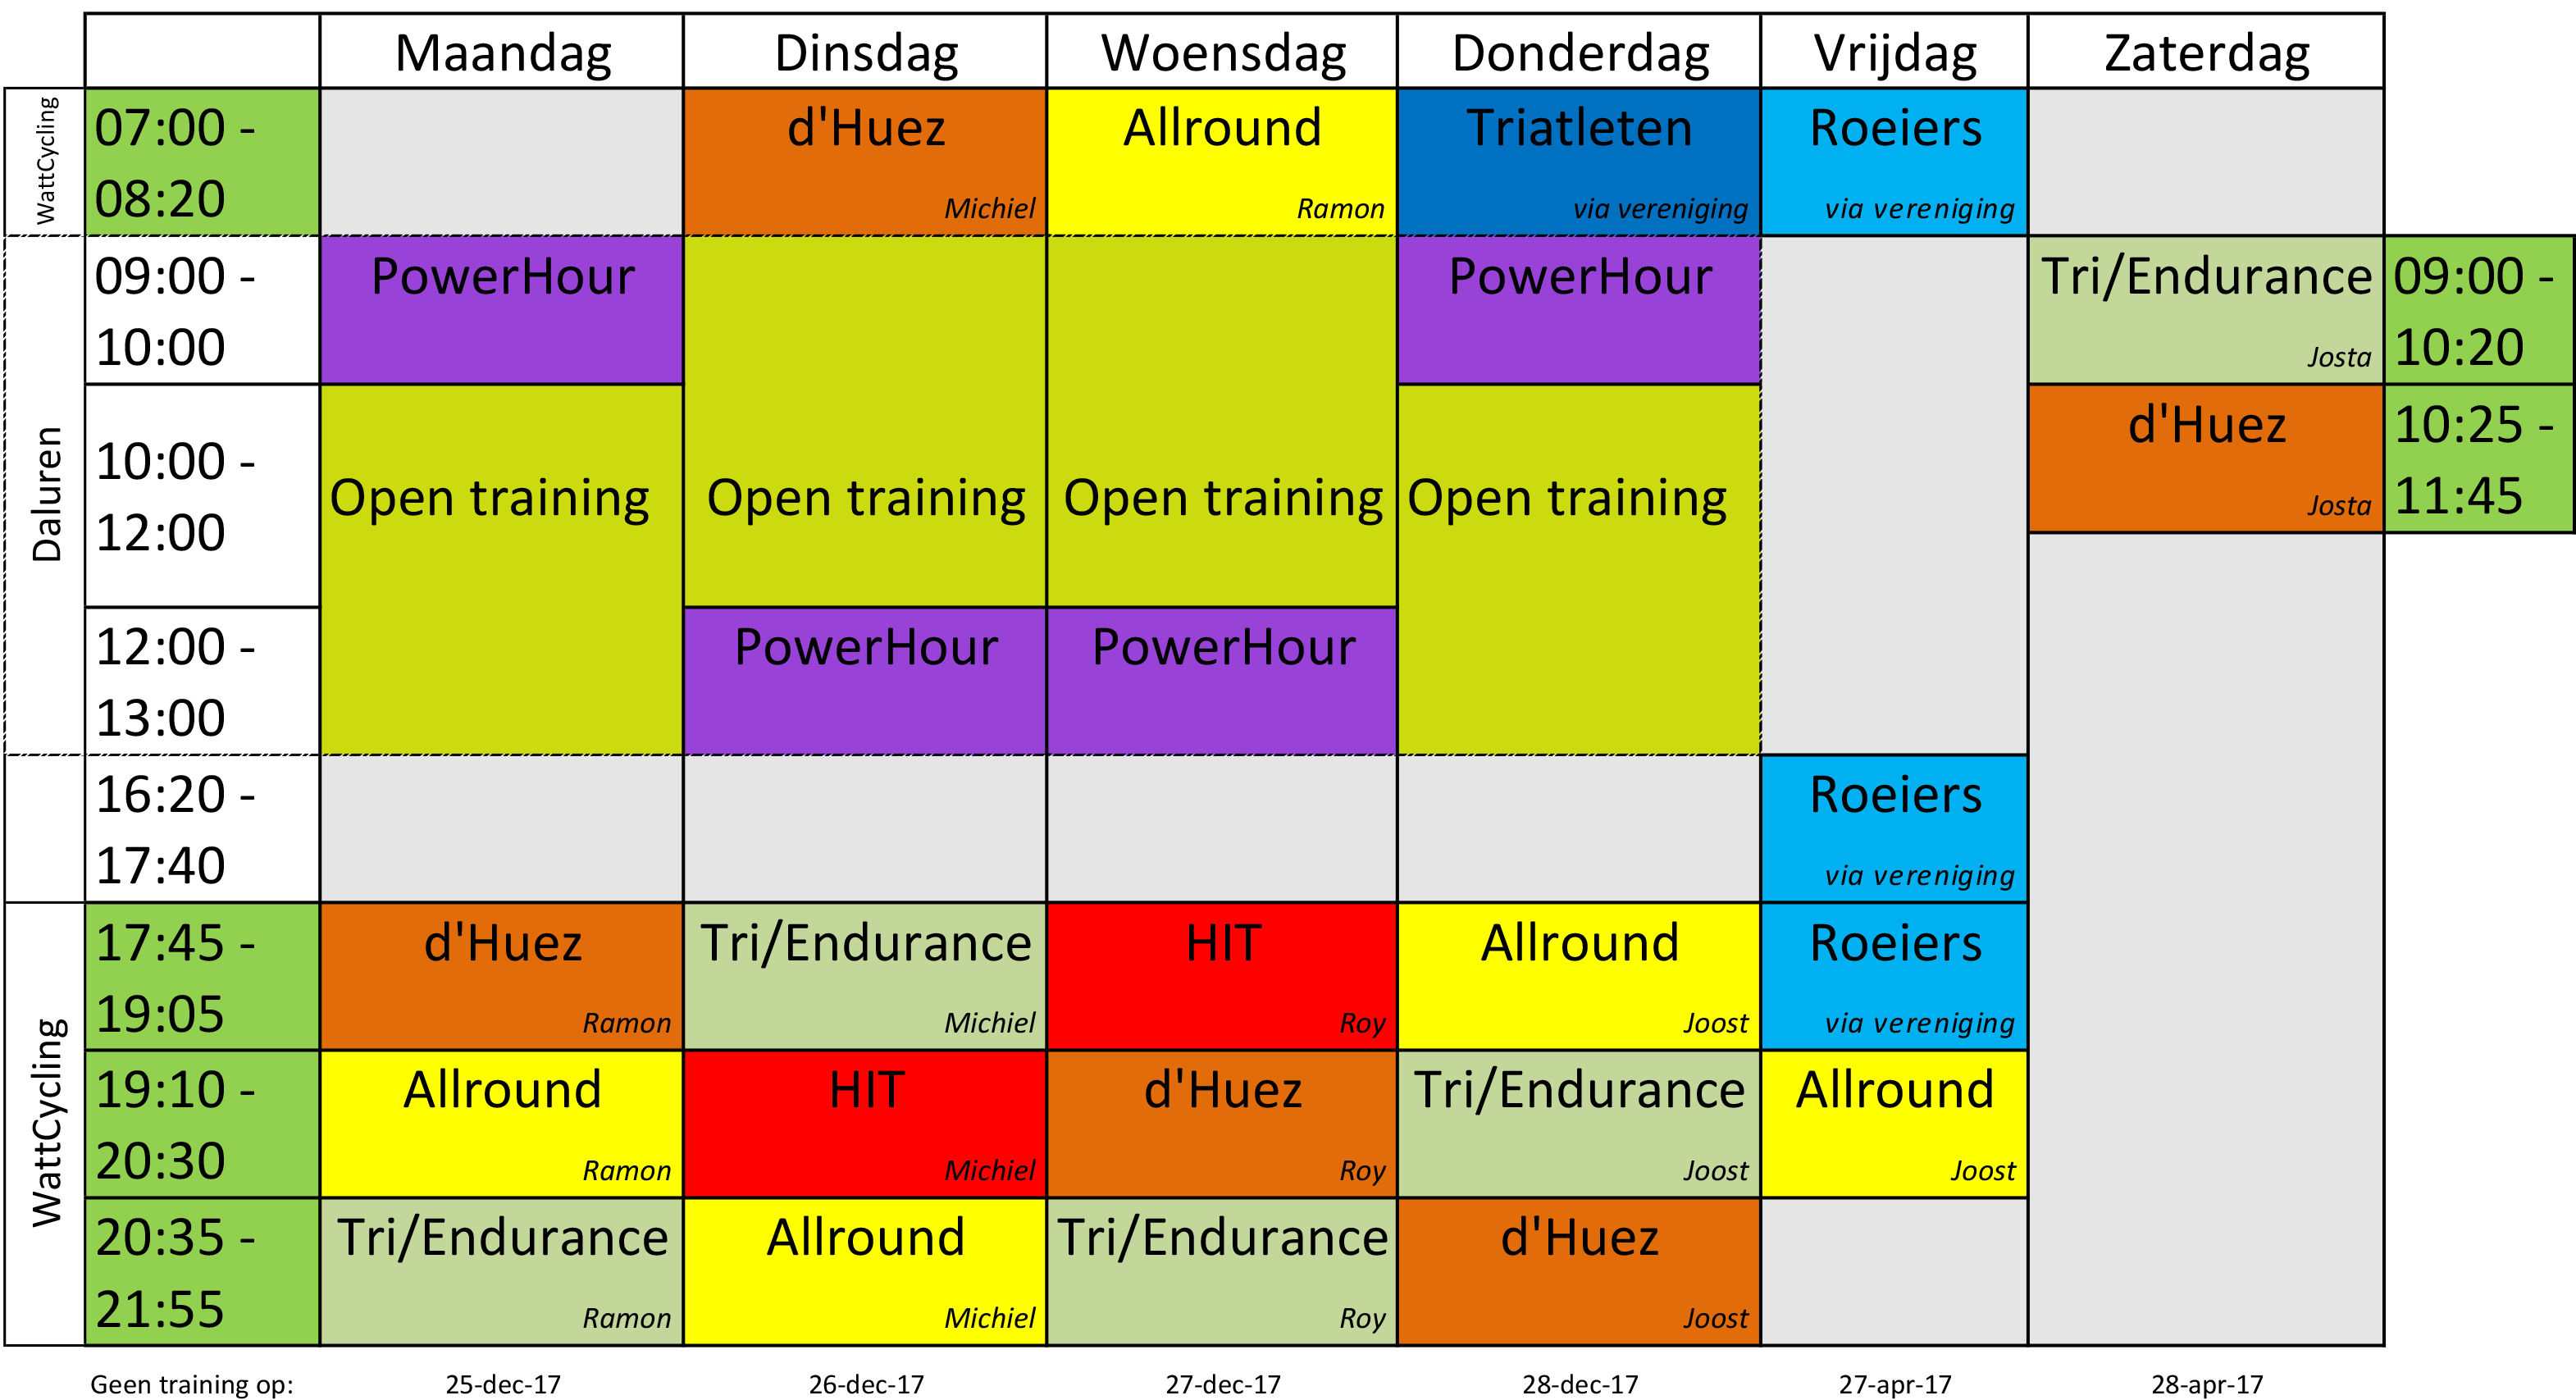 Maandag Dinsdag Woensdag Donderdag Vrijdag Zaterdag
WattCycling
07:00 - d'Huez Allround Triatleten Roeiers
08:20 Michiel Ramon via vereniging via vereniging
Daluren
09:00 - PowerHour PowerHour Tri/Endurance 09:00 -
10:00 Josta 10:20
d'Huez 10:25 -
10:00 -
Open training Open training Open training Open training Josta 11:45
12:00
12:00 - PowerHour PowerHour
13:00
16:20 - Roeiers
17:40 via vereniging
WattCycling
17:45 - d'Huez Tri/Endurance HIT Allround Roeiers
19:05 Ramon Michiel Roy Joost via vereniging
19:10 - Allround HIT d'Huez Tri/Endurance Allround
20:30 Ramon Michiel Roy Joost Joost
20:35 - Tri/Endurance Allround Tri/Endurance d'Huez
21:55 Ramon Michiel Roy Joost
Geen training op: 25-dec-17 26-dec-17 27-dec-17 28-dec-17 27-apr-17 28-apr-17